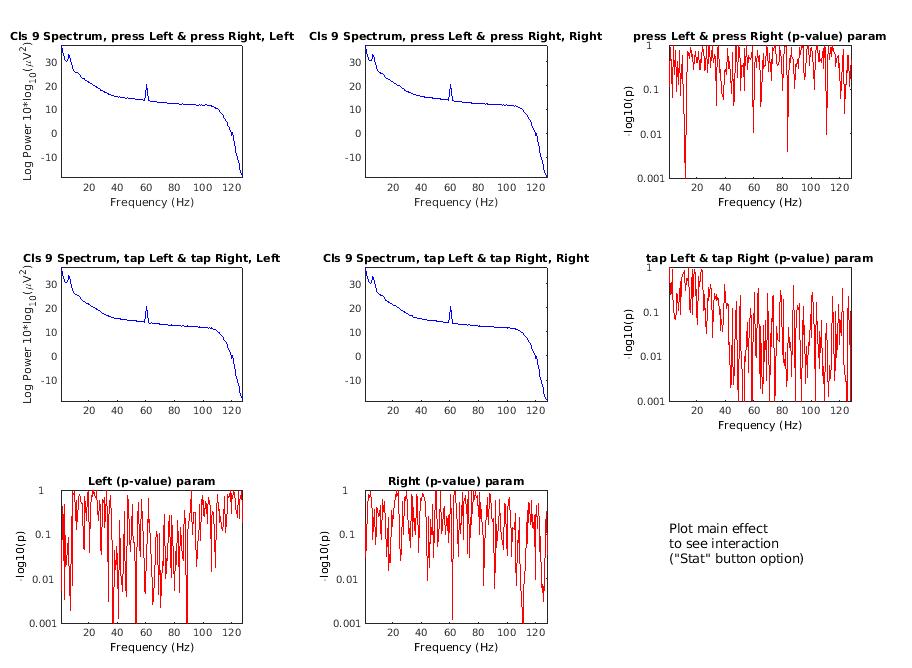 Cls 9 Spectrum, press Left & press Right, Left
Cls 9 Spectrum, press Left & press Right, Right
press Left & press Right (p-value) param
Log Power 10*log10(μV2)
30
20
10
0
-10
20 40 60 80 100 120
Frequency (Hz)
30
20
10
0
-10
20 40 60 80 100 120
Frequency (Hz)
-log10(p)
1
0.1
0.01
0.001
20 40 60 80 100 120
Frequency (Hz)
Cls 9 Spectrum, tap Left & tap Right, Left
Cls 9 Spectrum, tap Left & tap Right, Right
tap Left & tap Right (p-value) param
Log Power 10*log10(μV2)
30
20
10
0
-10
20 40 60 80 100 120
Frequency (Hz)
30
20
10
0
-10
20 40 60 80 100 120
Frequency (Hz)
-log10(p)
1
0.1
0.01
0.001
20 40 60 80 100 120
Frequency (Hz)
Left (p-value) param
-log10(p)
1
0.1
0.01
0.001
20 40 60 80 100 120
Frequency (Hz)
Right (p-value) param
-log10(p)
1
0.1
0.01
0.001
20 40 60 80 100 120
Frequency (Hz)
Plot main effect
to see interaction
("Stat" button option)